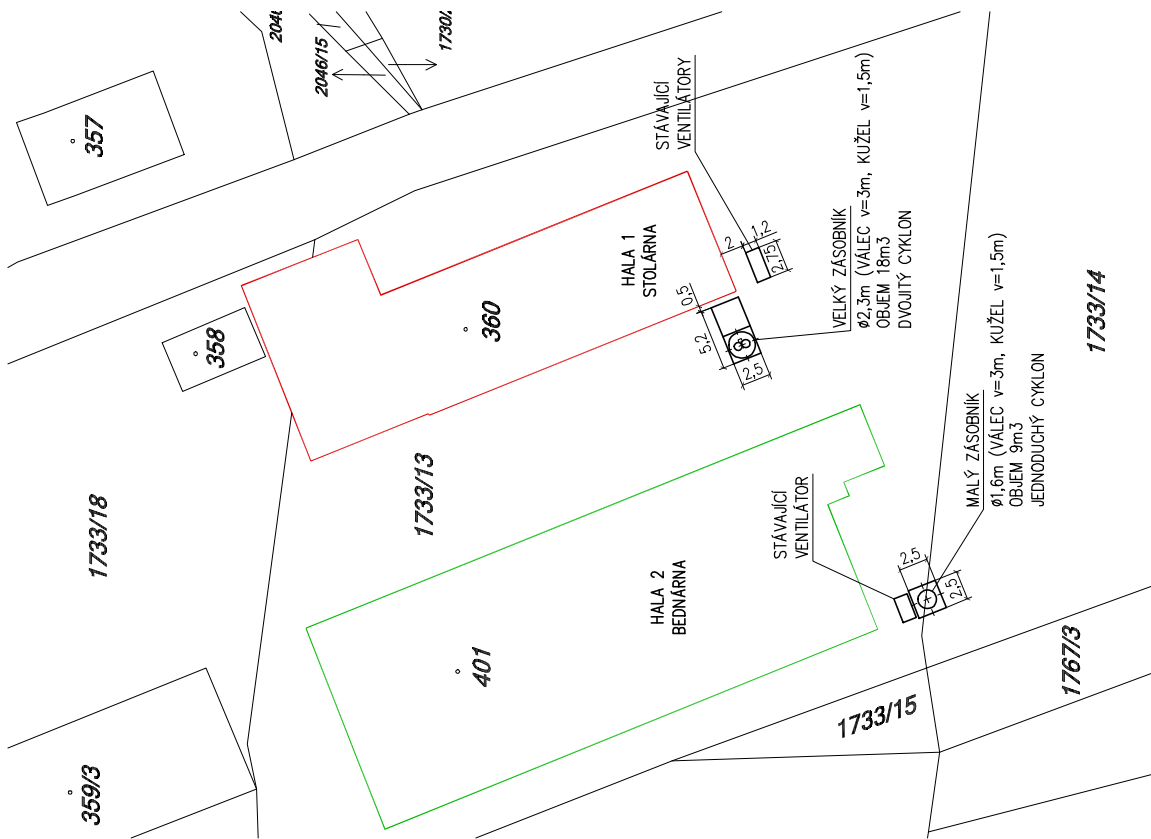 357
2046/15
1730/
STÁVAJÍCÍ
VENTILÁTORY
358
360
HALA 1
STOLÁRNA
2
1,2
2,75
0,5
5,2
2,5
VELKÝ ZÁSOBNÍK
ø2,3m (VÁLEC v=3m, KUŽEL v=1,5m)
OBJEM 18m3
DVOJITÝ CYKLON
1733/14
1733/18
1733/13
HALA 2
BEDNÁRNA
401
STÁVAJÍCÍ
VENTILÁTOR
2,5
2,5
MALÝ ZÁSOBNÍK
ø1,6m (VÁLEC v=3m, KUŽEL v=1,5m)
OBJEM 9m3
JEDNODUCHÝ CYKLON
359/3
1733/15
1767/3